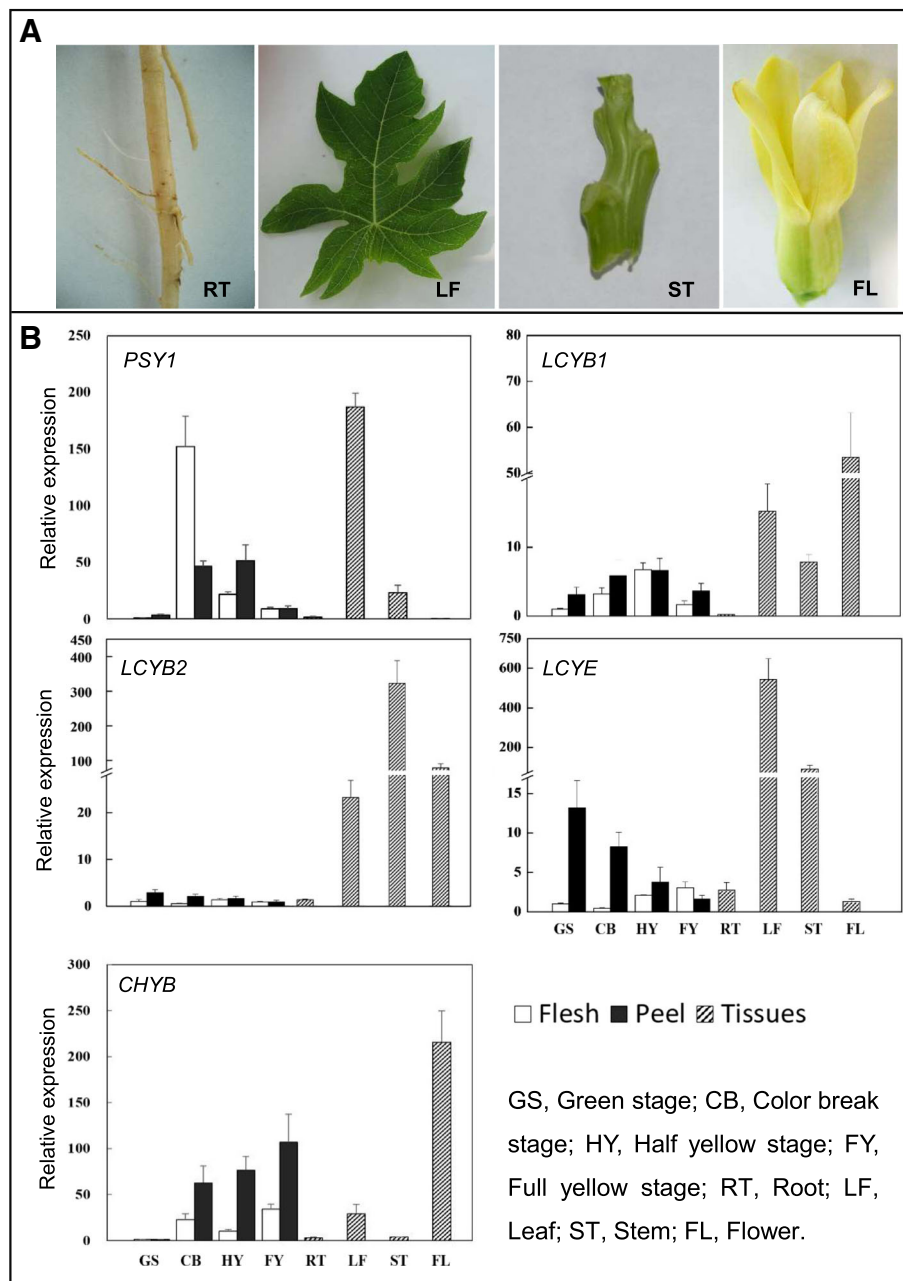 A
RT
LF
ST
FL
B
PSY1
Relative expression
250
200
150
100
50
0
LCYB1
80
70
60
50
10
0
LCYB2
Relative expression
450
400
300
200
100
20
10
0
LCYE
750
600
400
200
15
10
5
0
GS CB HY FY RT LF ST FL
CHYB
Relative expression
300
250
200
150
100
50
0
GS CB HY FY RT LF ST FL
Flesh Peel Tissues
GS, Green stage; CB, Color break
stage; HY, Half yellow stage; FY,
Full yellow stage; RT, Root; LF,
Leaf; ST, Stem; FL, Flower.